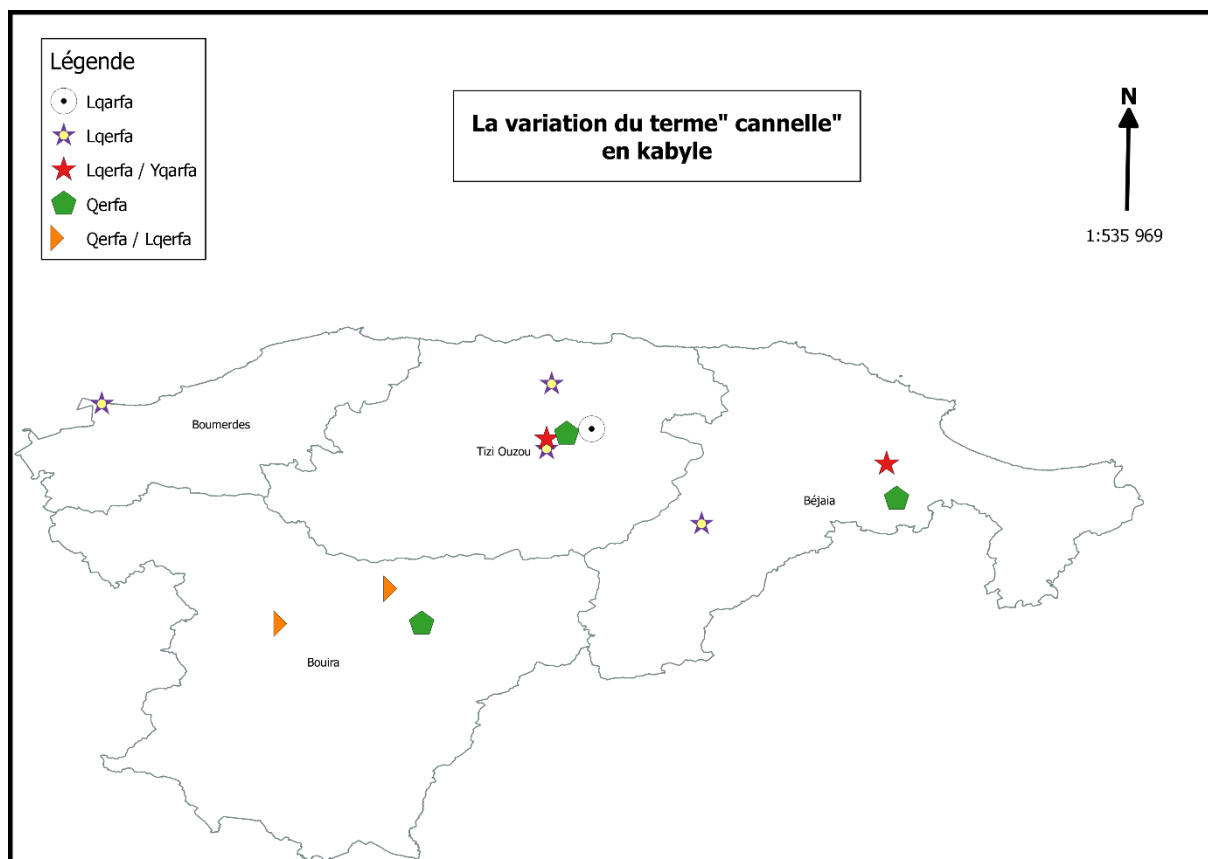 Légende
Lqarfa
Lqerfa
Lqerfa / Yqarfa
Qerfa
Qerfa / Lqerfa
La variation du terme" cannelle"
en kabyle
N
1:535 969
Boumerdes
Tizi Ouzou
Béjaia
Bouira